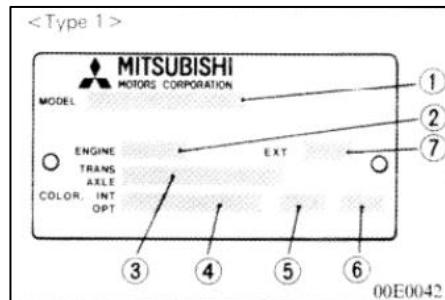 <Type 1>
MITSUBISHI
MOTORS CORPORATION
MODEL
1
2
ENGINE EXT
7
TRANS
AXLE
COLOR. INT
OPT
3 4 5 6
00E0042